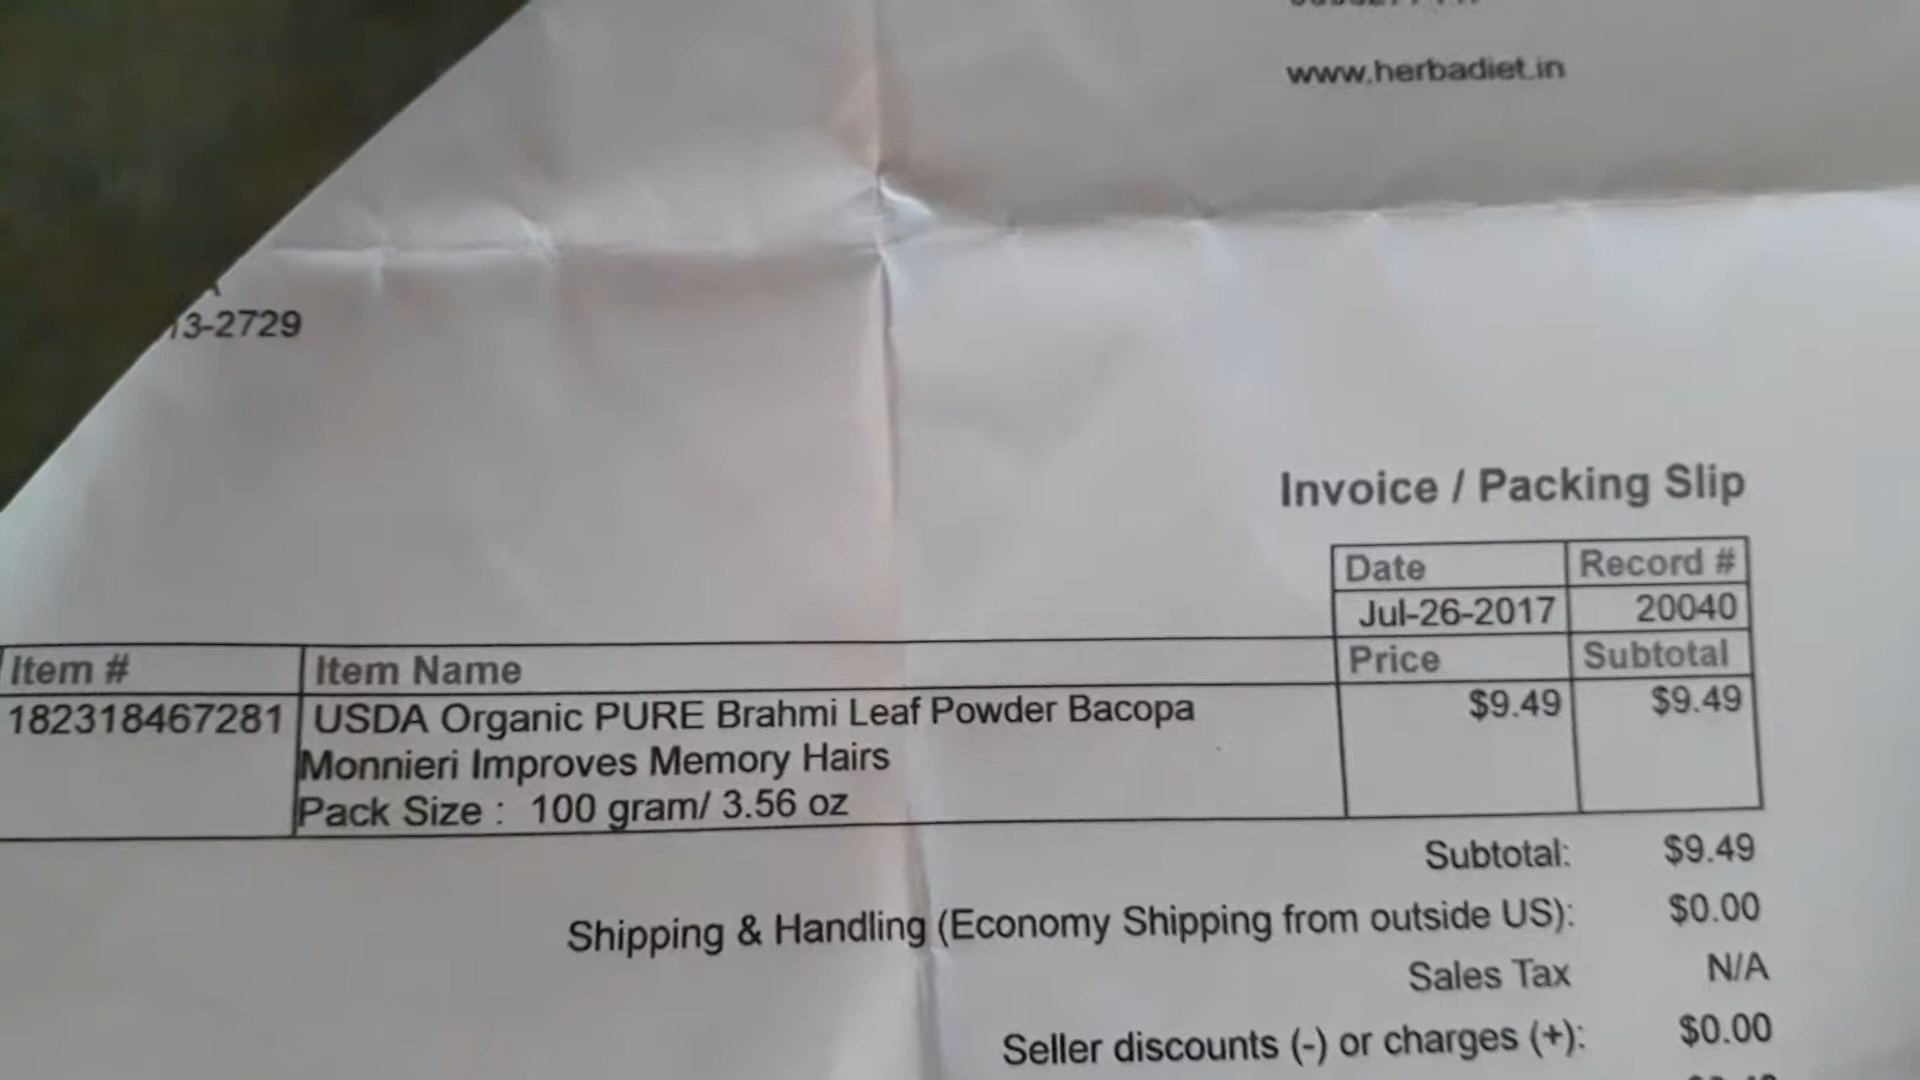 www.herbadiet.in
13-2729
Invoice / Packing Slip
Date Record #
Jul-26-2017 20040
Item # Item Name Price Subtotal
182318467281 USDA Organic PURE Brahmi Leaf Powder Bacopa $9.49 $9.49
Monnieri Improves Memory Hairs
Pack Size : 100 gram/ 3.56 oz
Subtotal: $9.49
Shipping & Handling (Economy Shipping from outside US): $0.00
Sales Tax N/A
Seller discounts (-) or charges (+): $0.00